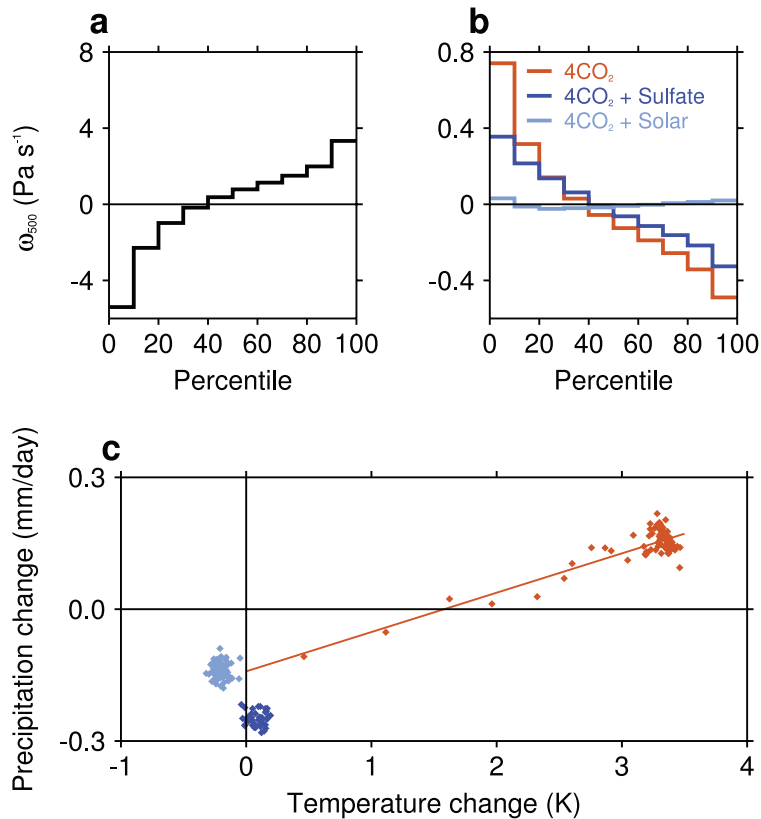 a
8
4
0
-4
ω₅₀₀ (Pa s⁻¹)
0 20 40 60 80 100
Percentile
b
0.8
0.4
0
-0.4
4CO₂
4CO₂ + Sulfate
4CO₂ + Solar
0 20 40 60 80 100
Percentile
c
Precipitation change (mm/day)
0.3
0.0
-0.3
-1 0 1 2 3 4
Temperature change (K)